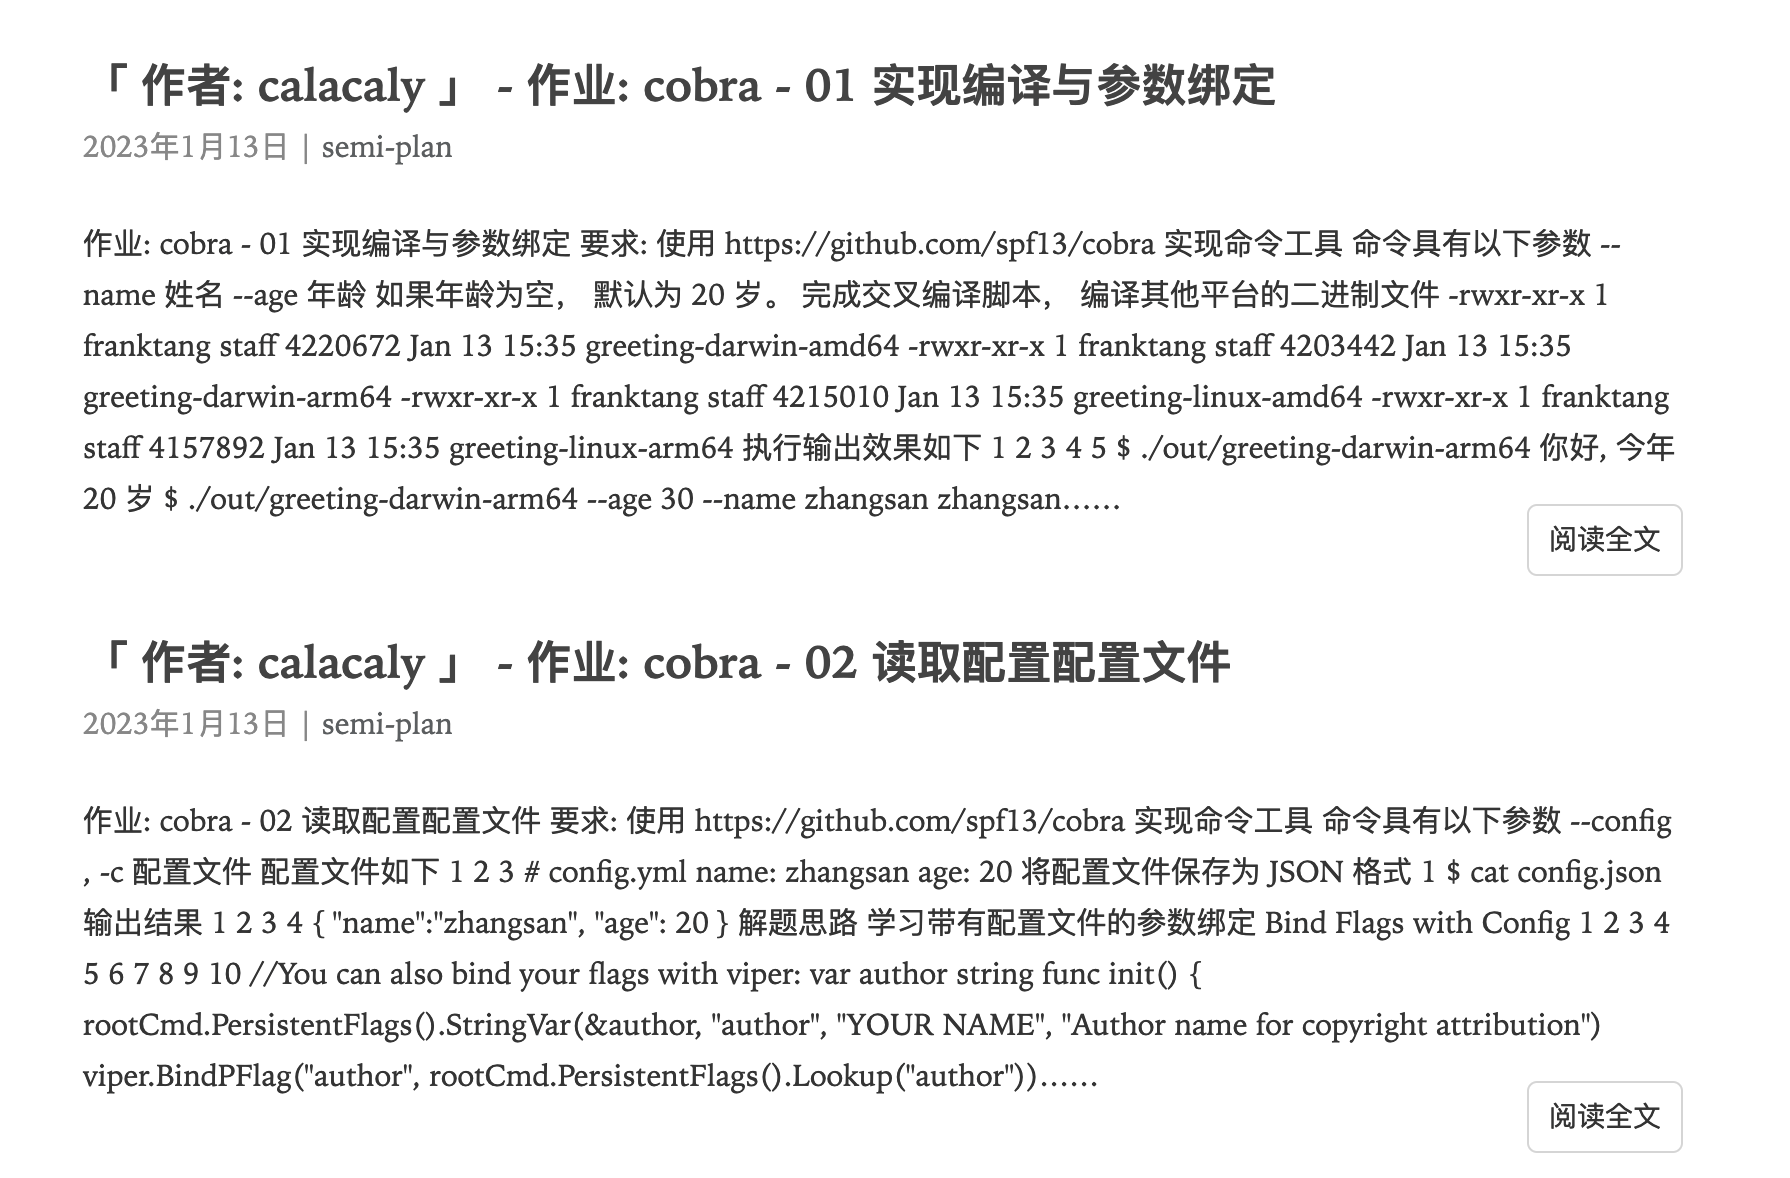 「 作者: calacaly 」 - 作业: cobra - 01 实现编译与参数绑定
2023年1月13日 | semi-plan
作业: cobra - 01 实现编译与参数绑定 要求: 使用 https://github.com/spf13/cobra 实现命令工具 命令具有以下参数 --
name 姓名 --age 年龄 如果年龄为空， 默认为 20 岁。 完成交叉编译脚本， 编译其他平台的二进制文件 -rwxr-xr-x 1
franktang staff 4220672 Jan 13 15:35 greeting-darwin-amd64 -rwxr-xr-x 1 franktang staff 4203442 Jan 13 15:35
greeting-darwin-arm64 -rwxr-xr-x 1 franktang staff 4215010 Jan 13 15:35 greeting-linux-amd64 -rwxr-xr-x 1 franktang
staff 4157892 Jan 13 15:35 greeting-linux-arm64 执行输出效果如下 1 2 3 4 5 $ ./out/greeting-darwin-arm64 你好, 今年
20 岁 $ ./out/greeting-darwin-arm64 --age 30 --name zhangsan zhangsan……
阅读全文
「 作者: calacaly 」 - 作业: cobra - 02 读取配置配置文件
2023年1月13日 | semi-plan
作业: cobra - 02 读取配置配置文件 要求: 使用 https://github.com/spf13/cobra 实现命令工具 命令具有以下参数 --config
, -c 配置文件 配置文件如下 1 2 3 # config.yml name: zhangsan age: 20 将配置文件保存为 JSON 格式 1 $ cat config.json
输出结果 1 2 3 4 { "name":"zhangsan", "age": 20 } 解题思路 学习带有配置文件的参数绑定 Bind Flags with Config 1 2 3 4
5 6 7 8 9 10 //You can also bind your flags with viper: var author string func init() {
rootCmd.PersistentFlags().StringVar(&author, "author", "YOUR NAME", "Author name for copyright attribution")
viper.BindPFlag("author", rootCmd.PersistentFlags().Lookup("author"))……
阅读全文